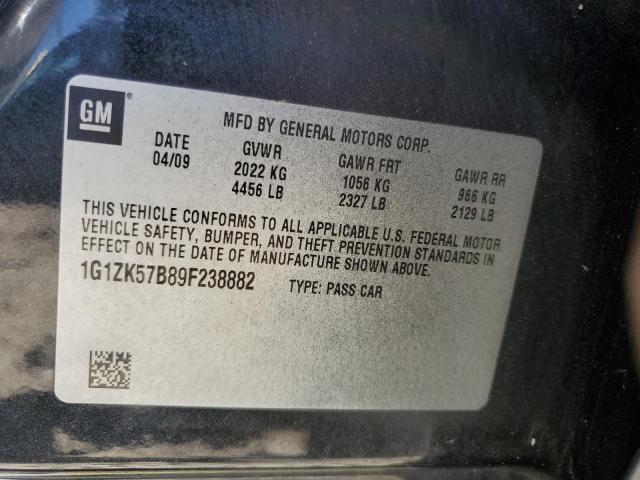 GM
MFD BY GENERAL MOTORS CORP.
DATE GVWR GAWR FRT GAWR RR
04/09 2022 KG 1056 KG 966 KG
4456 LB 2327 LB 2129 LB
THIS VEHICLE CONFORMS TO ALL APPLICABLE U.S. FEDERAL MOTOR
VEHICLE SAFETY, BUMPER, AND THEFT PREVENTION STANDARDS IN
EFFECT ON THE DATE OF MANUFACTURE SHOWN ABOVE.
1G1ZK57B89F238882 TYPE: PASS CAR